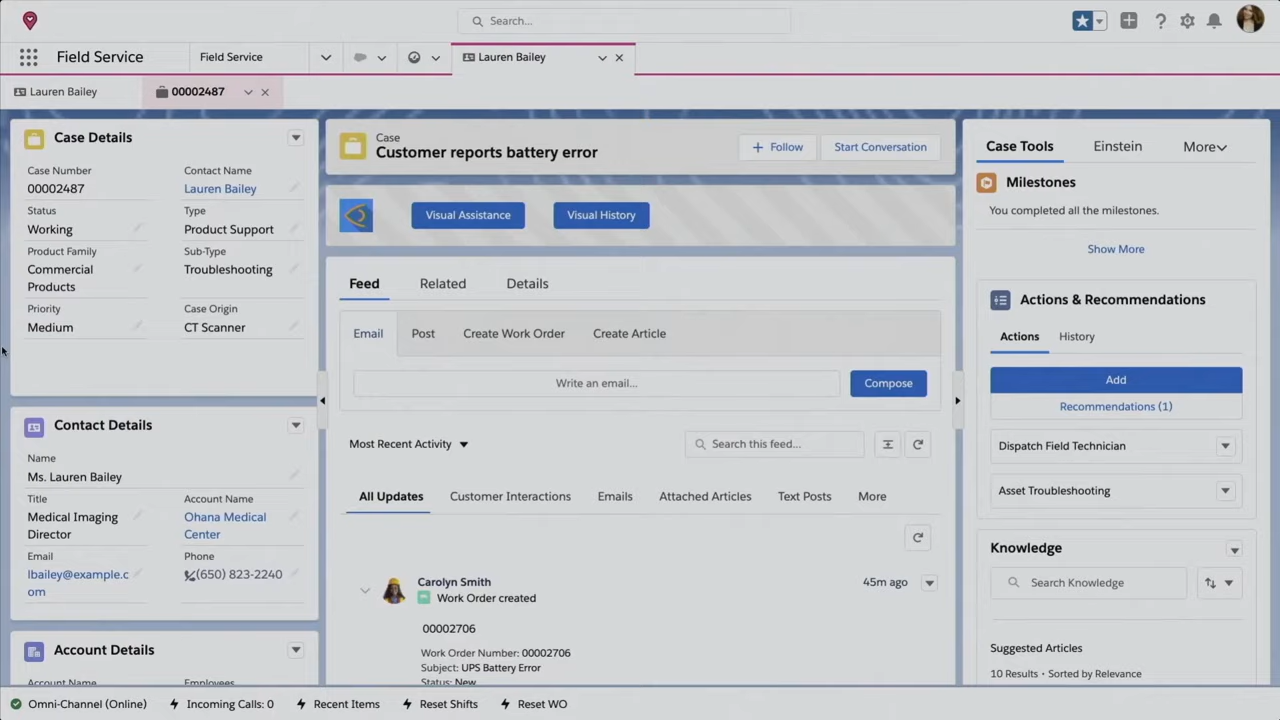 Search...
Field Service
Field Service
Lauren Bailey
Lauren Bailey
00002487
Case Details
Case Number
00002487
Contact Name
Lauren Bailey
Status
Working
Type
Product Support
Product Family
Commercial
Products
Sub-Type
Troubleshooting
Priority
Medium
Case Origin
CT Scanner
Contact Details
Name
Ms. Lauren Bailey
Title
Medical Imaging
Director
Account Name
Ohana Medical
Center
Email
lbailey@example.c
om
Phone
(650) 823-2240
Account Details
Account Name
Employees
Case
Customer reports battery error
Follow
Start Conversation
Visual Assistance
Visual History
Feed
Related
Details
Email
Post
Create Work Order
Create Article
Write an email...
Compose
Most Recent Activity
Search this feed...
All Updates
Customer Interactions
Emails
Attached Articles
Text Posts
More
Carolyn Smith
45m ago
Work Order created
00002706
Work Order Number: 00002706
Subject: UPS Battery Error
Status: New
Case Tools
Einstein
More
Milestones
You completed all the milestones.
Show More
Actions & Recommendations
Actions
History
Add
Recommendations (1)
Dispatch Field Technician
Asset Troubleshooting
Knowledge
Search Knowledge
Suggested Articles
10 Results • Sorted by Relevance
Omni-Channel (Online)
Incoming Calls: 0
Recent Items
Reset Shifts
Reset WO